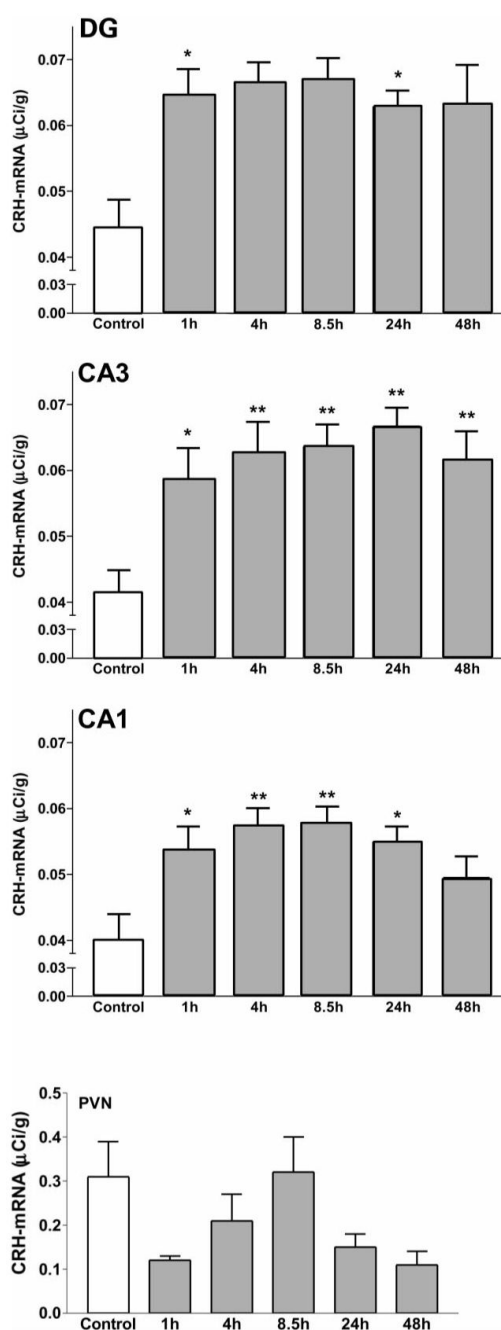 DG
CRH-mRNA (μCi/g)
0.07
0.06
0.05
0.04
0.03
0.00
* *
Control 1h 4h 8.5h 24h 48h
CA3
CRH-mRNA (μCi/g)
0.07
0.06
0.05
0.04
0.03
0.00
* ** ** ** **
Control 1h 4h 8.5h 24h 48h
CA1
CRH-mRNA (μCi/g)
0.07
0.06
0.05
0.04
0.03
0.00
* ** ** *
Control 1h 4h 8.5h 24h 48h
PVN
CRH-mRNA (μCi/g)
0.5
0.4
0.3
0.2
0.1
0.0
Control 1h 4h 8.5h 24h 48h